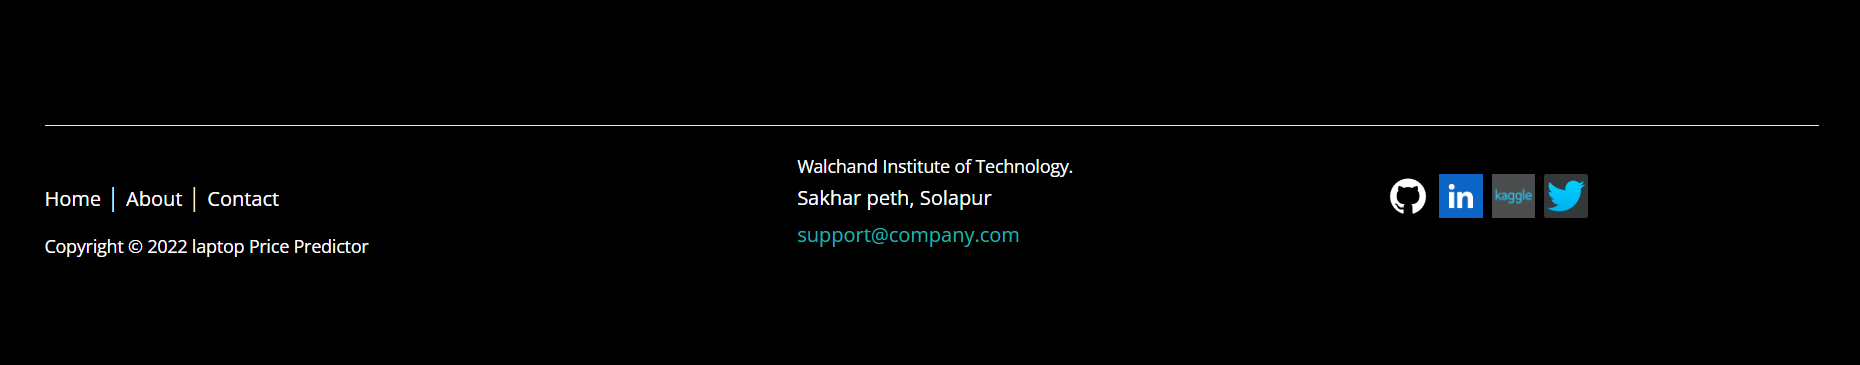 Home About Contact
Copyright © 2022 laptop Price Predictor
Walchand Institute of Technology.
Sakhar peth, Solapur
support@company.com
in kaggle